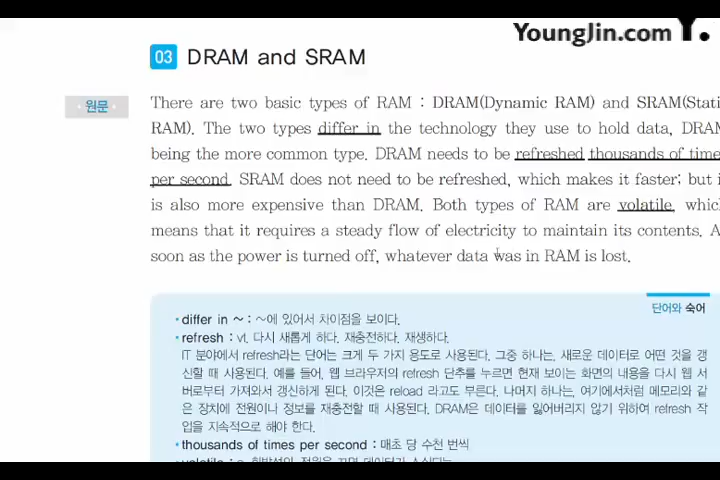 YoungJin.com Y.
03 DRAM and SRAM
원문
There are two basic types of RAM : DRAM(Dynamic RAM) and SRAM(Stati
RAM). The two types differ in the technology they use to hold data, DRAM
being the more common type. DRAM needs to be refreshed thousands of time
per second. SRAM does not need to be refreshed, which makes it faster; but i
is also more expensive than DRAM. Both types of RAM are volatile, whic
means that it requires a steady flow of electricity to maintain its contents. A
soon as the power is turned off, whatever data was in RAM is lost.
단어와 숙어
• differ in ~ : ~에 있어서 차이점을 보이다.
• refresh : vt. 다시 새롭게 하다. 재충전하다. 재생하다.
IT 분야에서 refresh라는 단어는 크게 두 가지 용도로 사용된다. 그중 하나는, 새로운 데이터로 어떤 것을 갱
신할 때 사용된다. 예를 들어, 웹 브라우저의 refresh 단추를 누르면 현재 보이는 화면의 내용을 다시 웹 서
버로부터 가져와서 갱신하게 된다. 이것은 reload 라고도 부른다. 나머지 하나는, 여기에서처럼 메모리와 같
은 장치에 전원이나 정보를 재충전할 때 사용된다. DRAM은 데이터를 잃어버리지 않기 위하여 refresh 작
업을 지속적으로 해야 한다.
• thousands of times per second : 매초 당 수천 번씩